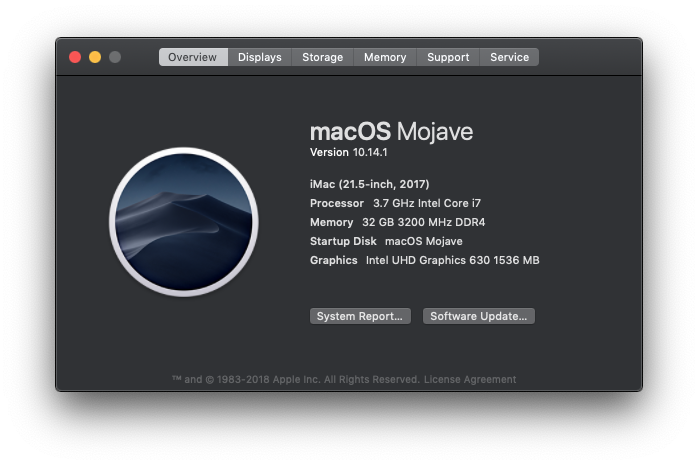 Overview Displays Storage Memory Support Service
macOS Mojave
Version 10.14.1
iMac (21.5-inch, 2017)
Processor 3.7 GHz Intel Core i7
Memory 32 GB 3200 MHz DDR4
Startup Disk macOS Mojave
Graphics Intel UHD Graphics 630 1536 MB
System Report... Software Update...
™ and © 1983-2018 Apple Inc. All Rights Reserved. License Agreement